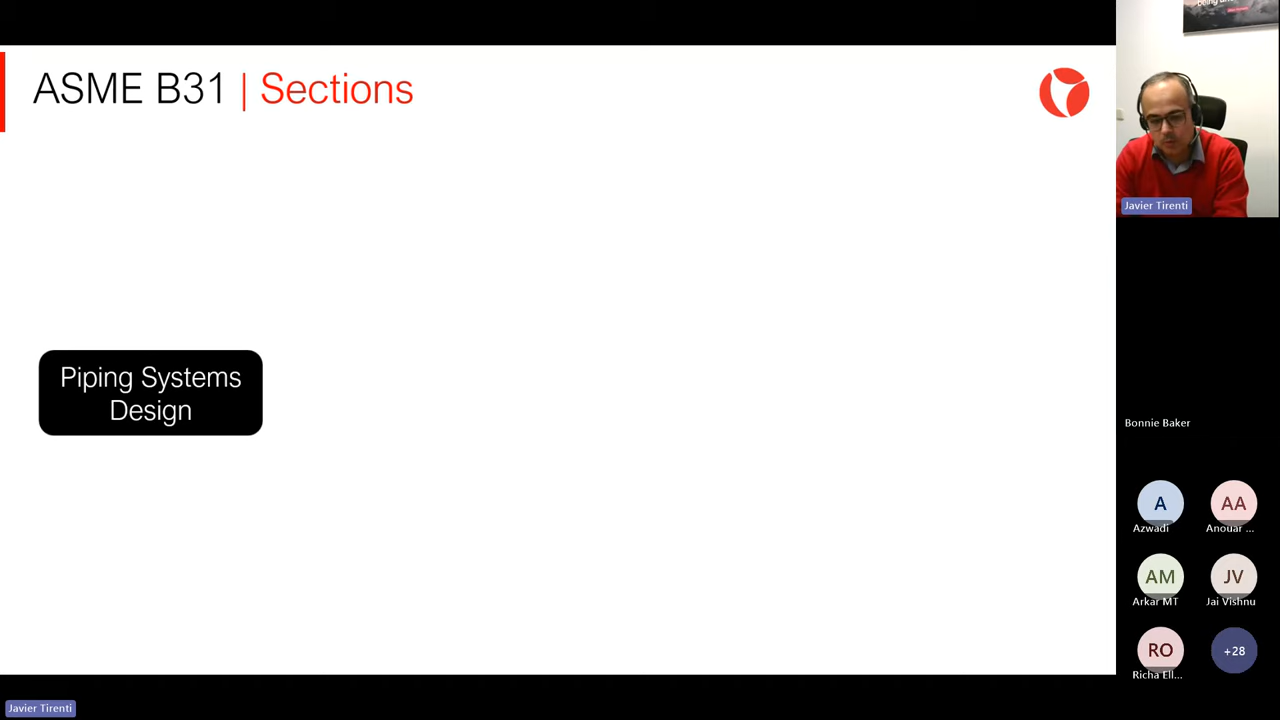 ASME B31 | Sections
Piping Systems
Design
Javier Tirenti
Bonnie Baker
A
AA
Azwadi
Anouar ...
AM
JV
Arkar MT
Jai Vishnu
RO
+28
Richa Ell...
Javier Tirenti